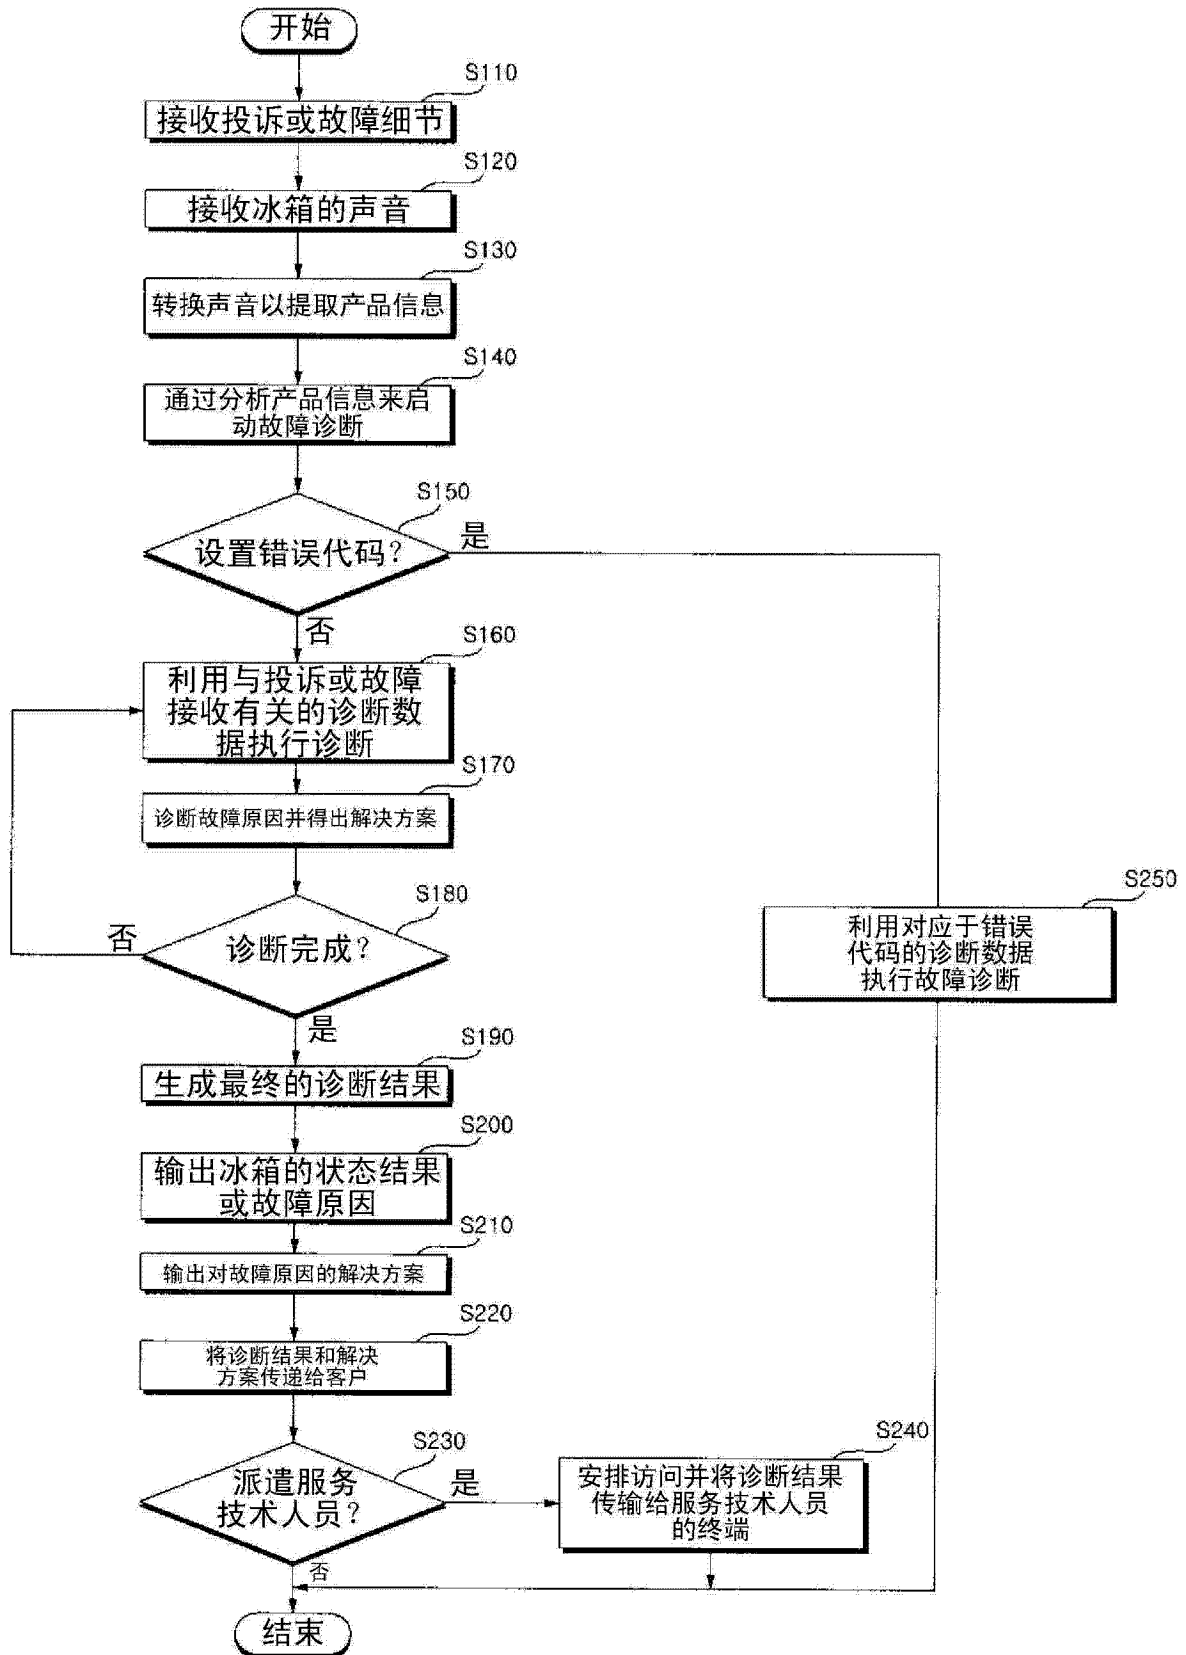 开始
S110
接收投诉或故障细节
S120
接收冰箱的声音
S130
转换声音以提取产品信息
S140
通过分析产品信息来启
动故障诊断
S150
设置错误代码?
是
否
S160
利用与投诉或故障
接收有关的诊断数
据执行诊断
S170
诊断故障原因并得出解决方案
S180
诊断完成?
否
是
S250
利用对应于错误
代码的诊断数据
执行故障诊断
S190
生成最终的诊断结果
S200
输出冰箱的状态结果
或故障原因
S210
输出对故障原因的解决方案
S220
将诊断结果和解决
方案传递给客户
S230
派遣服务
技术人员?
是
否
S240
安排访问并将诊断结果
传输给服务技术人员
的终端
结束